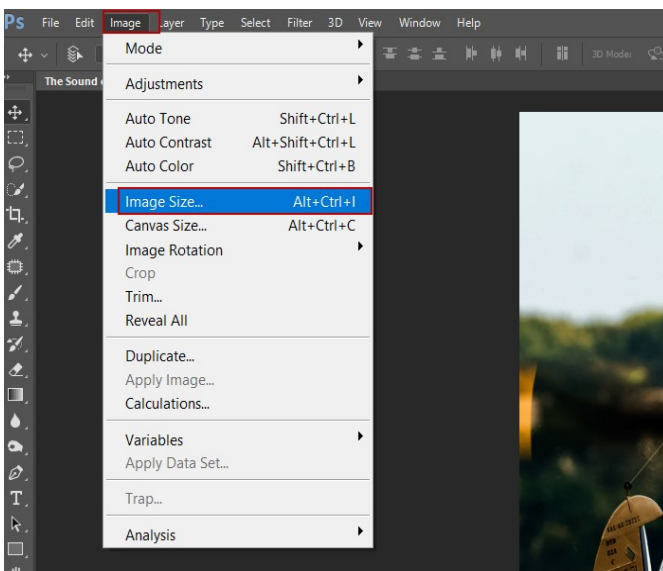 Ps File Edit Image Layer Type Select Filter 3D View Window Help
3D Mode:
The Sound
Mode
Adjustments
Auto Tone Shift+Ctrl+L
Auto Contrast Alt+Shift+Ctrl+L
Auto Color Shift+Ctrl+B
Image Size... Alt+Ctrl+I
Canvas Size... Alt+Ctrl+C
Image Rotation
Crop
Trim...
Reveal All
Duplicate...
Apply Image...
Calculations...
Variables
Apply Data Set...
Trap...
Analysis